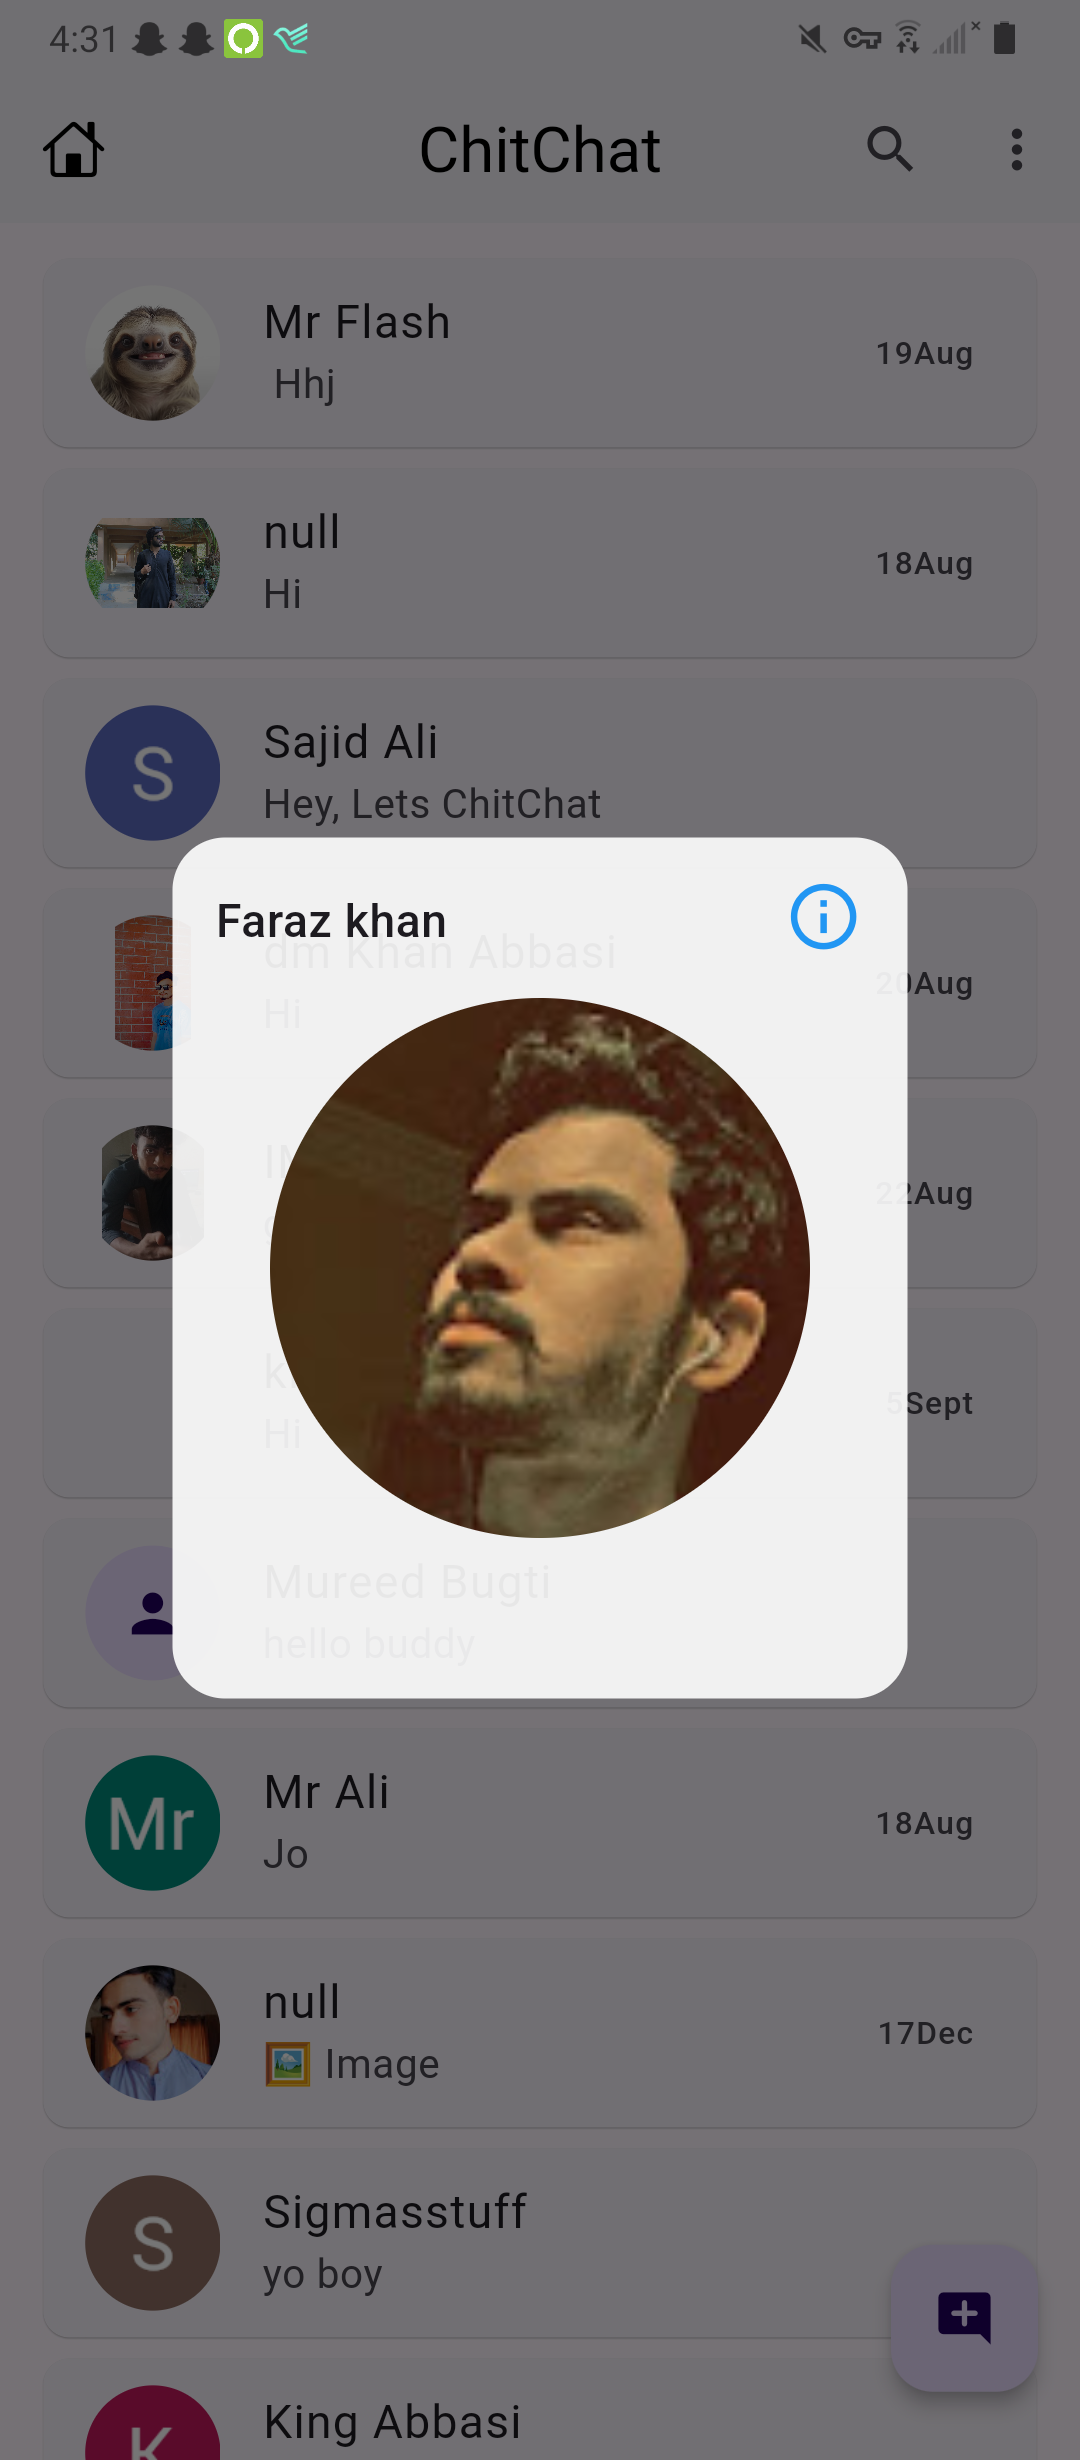 4:31
ChitChat
Mr Flash
Hhj
19Aug
null
Hi
18Aug
S
Sajid Ali
Hey, Lets ChitChat
Faraz khan
dm Khan Abbasi
Hi
20Aug
22Aug
Hi
5Sept
Mureed Bugti
hello buddy
Mr
Mr Ali
Jo
18Aug
null
🖼️ Image
17Dec
S
Sigmasstuff
yo boy
K
King Abbasi